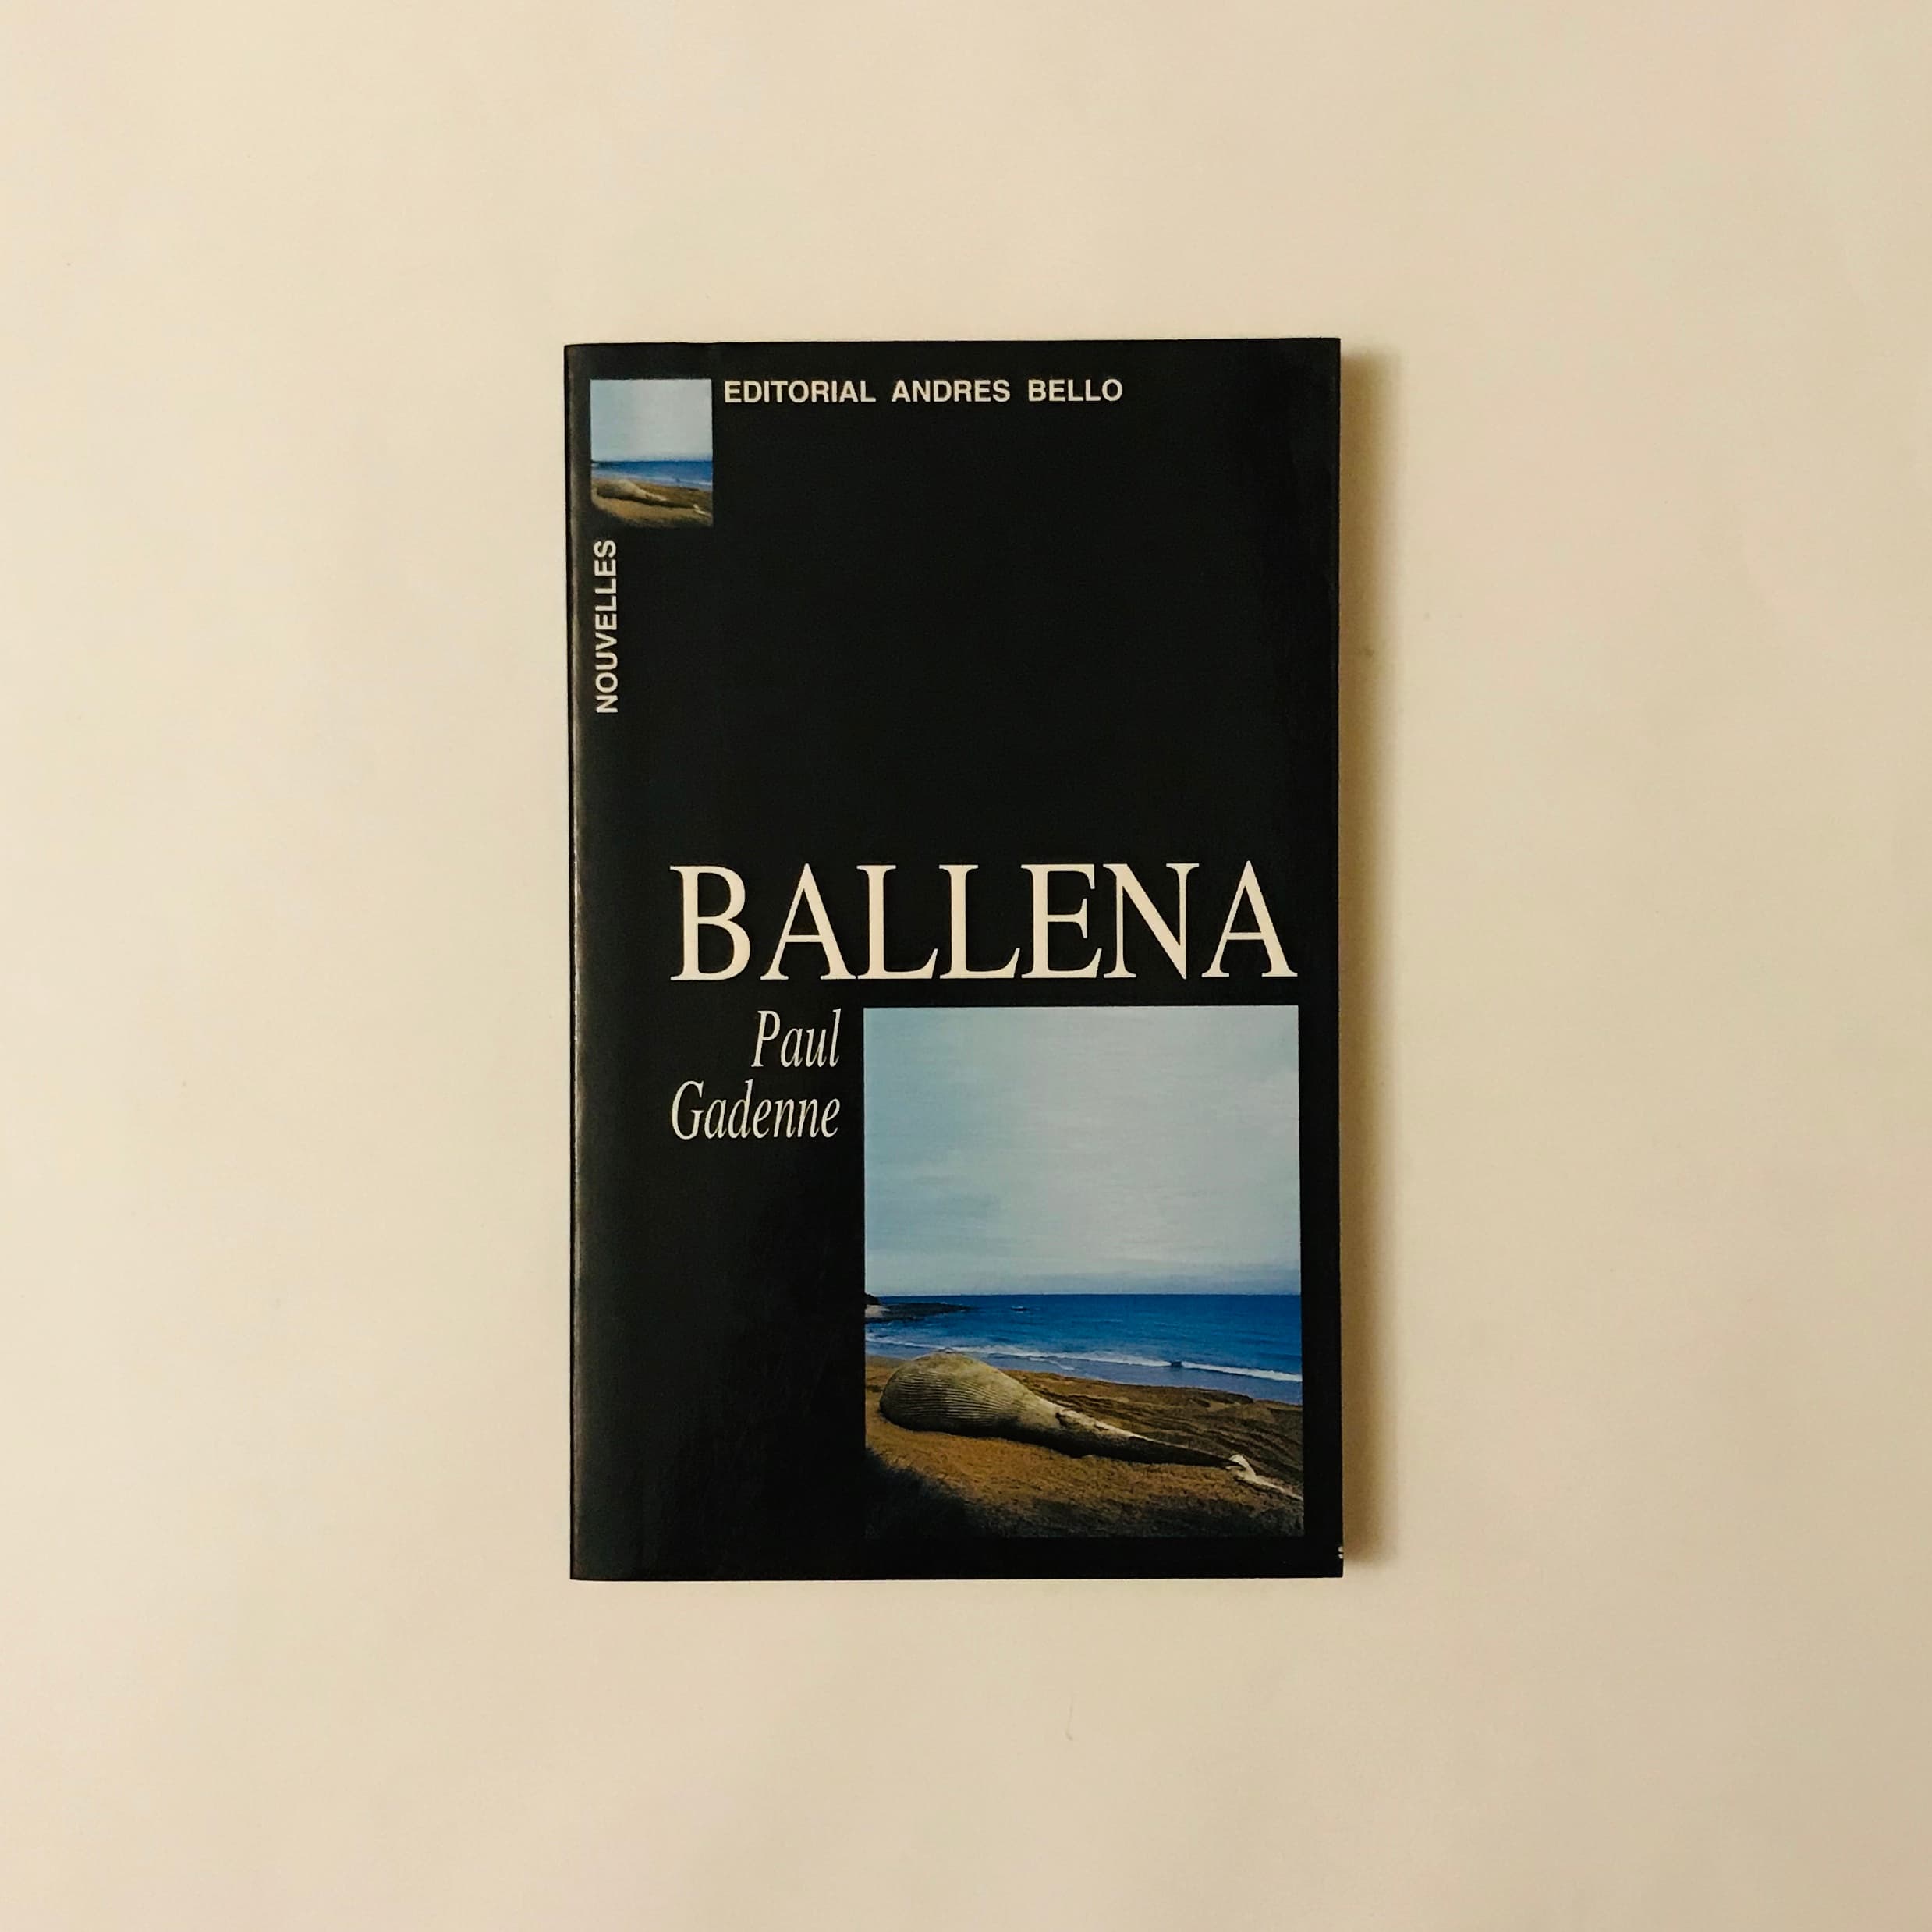 EDITORIAL ANDRES BELLO
NOUVELLES
BALLENA
Paul
Gadenne